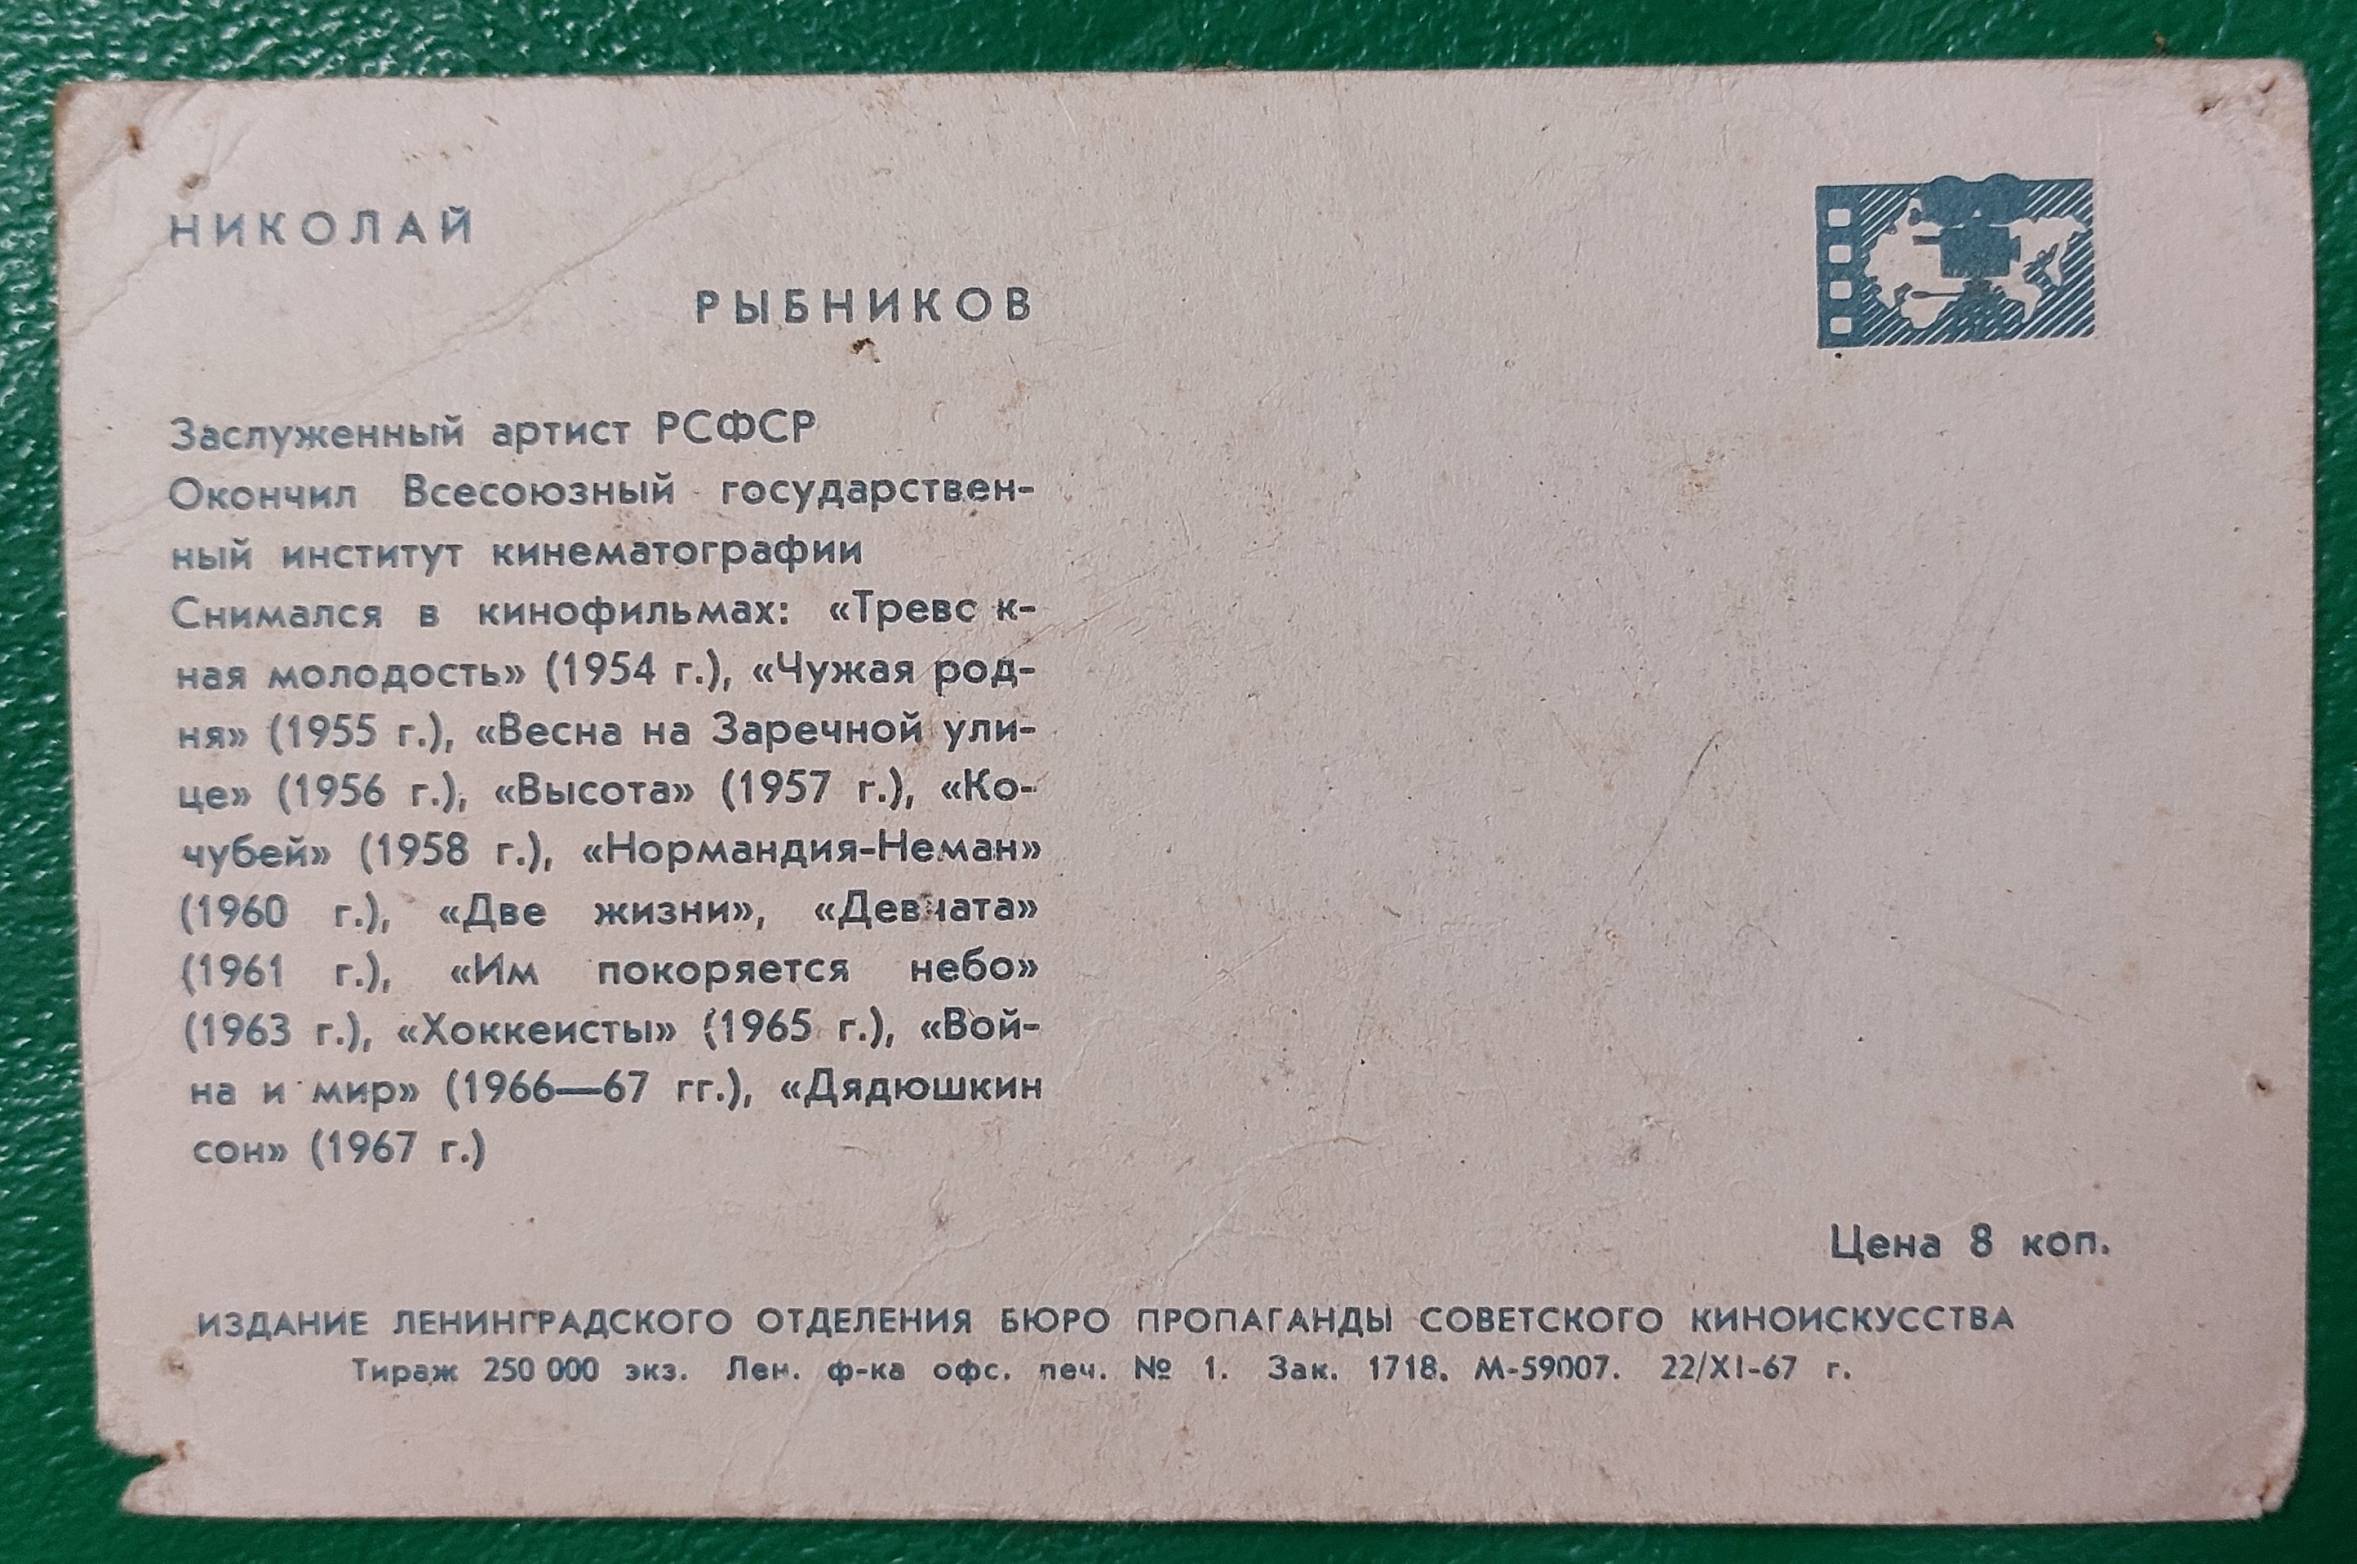 НИКОЛАЙ
РЫБНИКОВ
Заслуженный артист РСФСР
Окончил Всесоюзный государствен-
ный институт кинематографии
Снимался в кинофильмах: «Тревож-
ная молодость» (1954 г.), «Чужая род-
ня» (1955 г.), «Весна на Заречной ули-
це» (1956 г.), «Высота» (1957 г.), «Ко-
чубей» (1958 г.), «Нормандия-Неман»
(1960 г.), «Две жизни», «Девчата»
(1961 г.), «Им покоряется небо»
(1963 г.), «Хоккеисты» (1965 г.), «Вой-
на и мир» (1966—67 гг.), «Дядюшкин
сон» (1967 г.)
Цена 8 коп.
ИЗДАНИЕ ЛЕНИНГРАДСКОГО ОТДЕЛЕНИЯ БЮРО ПРОПАГАНДЫ СОВЕТСКОГО КИНОИСКУССТВА
Тираж 250 000 экз. Лен. ф-ка офс. печ. № 1. Зак. 1718. М-59007. 22/XI-67 г.